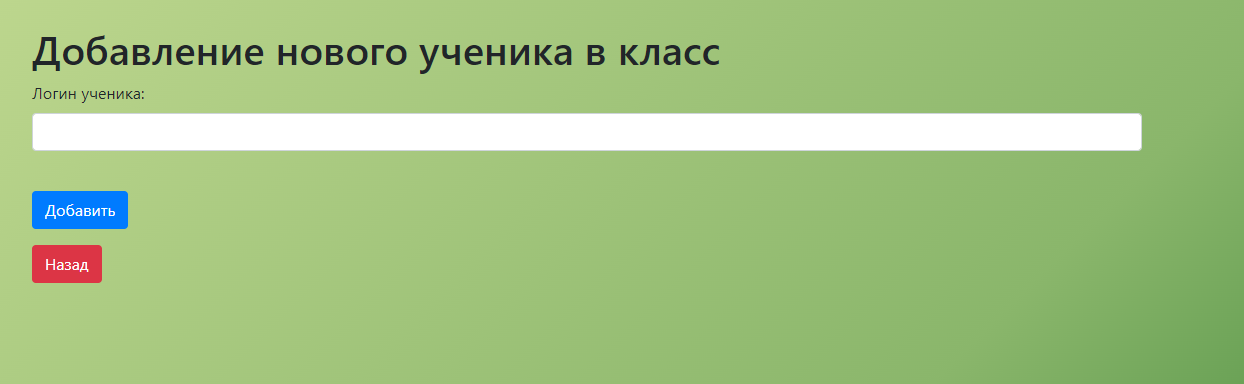 Добавление нового ученика в класс
Логин ученика:
Добавить
Назад